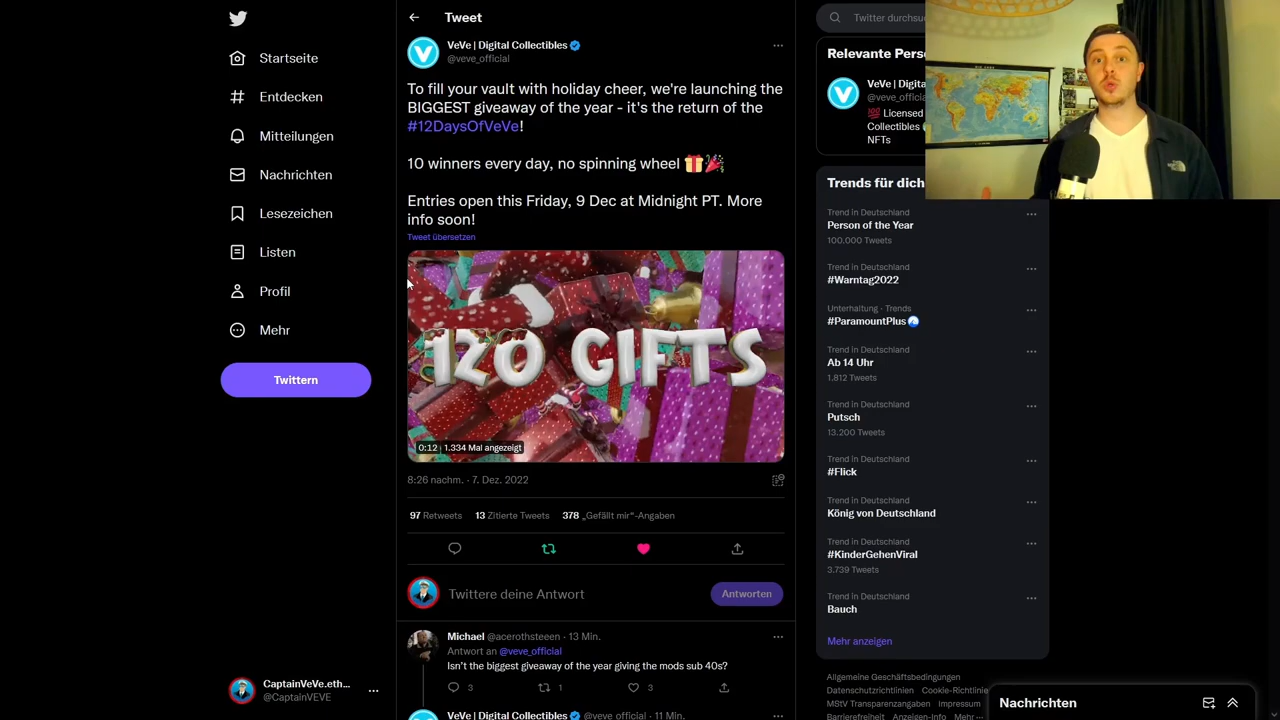 Startseite
Entdecken
Mitteilungen
Nachrichten
Lesezeichen
Listen
Profil
Mehr
Twittern
CaptainVeVe.eth...
@CaptainVEVE
Tweet
VeVe | Digital Collectibles
@veve_official
To fill your vault with holiday cheer, we're launching the
BIGGEST giveaway of the year - it's the return of the
#12DaysOfVeVe!
10 winners every day, no spinning wheel 🎁🎉
Entries open this Friday, 9 Dec at Midnight PT. More
info soon!
Tweet übersetzen
120 GIFTS
0:12 · 1.334 Mal angezeigt
8:26 nachm. · 7. Dez. 2022
97 Retweets 13 Zitierte Tweets 378 „Gefällt mir“-Angaben
Twittere deine Antwort
Antworten
Michael @acerothsteeen · 13 Min.
Antwort an @veve_official
Isn't the biggest giveaway of the year giving the mods sub 40s?
3 1 3
VeVe | Digital Collectibles @veve_official · 11 Min.
Twitter durchsu
Relevante Perso
VeVe | Digita
@veve_officia
💯 Licensed
Collectibles
NFTs
Trends für dich
Trend in Deutschland
Person of the Year
100.000 Tweets
Trend in Deutschland
#Warntag2022
Unterhaltung · Trends
#ParamountPlus
Trend in Deutschland
Ab 14 Uhr
1.812 Tweets
Trend in Deutschland
Putsch
13.200 Tweets
Trend in Deutschland
#Flick
Trend in Deutschland
König von Deutschland
Trend in Deutschland
#KinderGehenViral
3.739 Tweets
Trend in Deutschland
Bauch
Mehr anzeigen
Allgemeine Geschäftsbedingungen
Datenschutzrichtlinien Cookie-Richtlinie
MStV Transparenzangaben Impressum
Barrierefreiheit Anzeigen-Info Mehr ···
Nachrichten